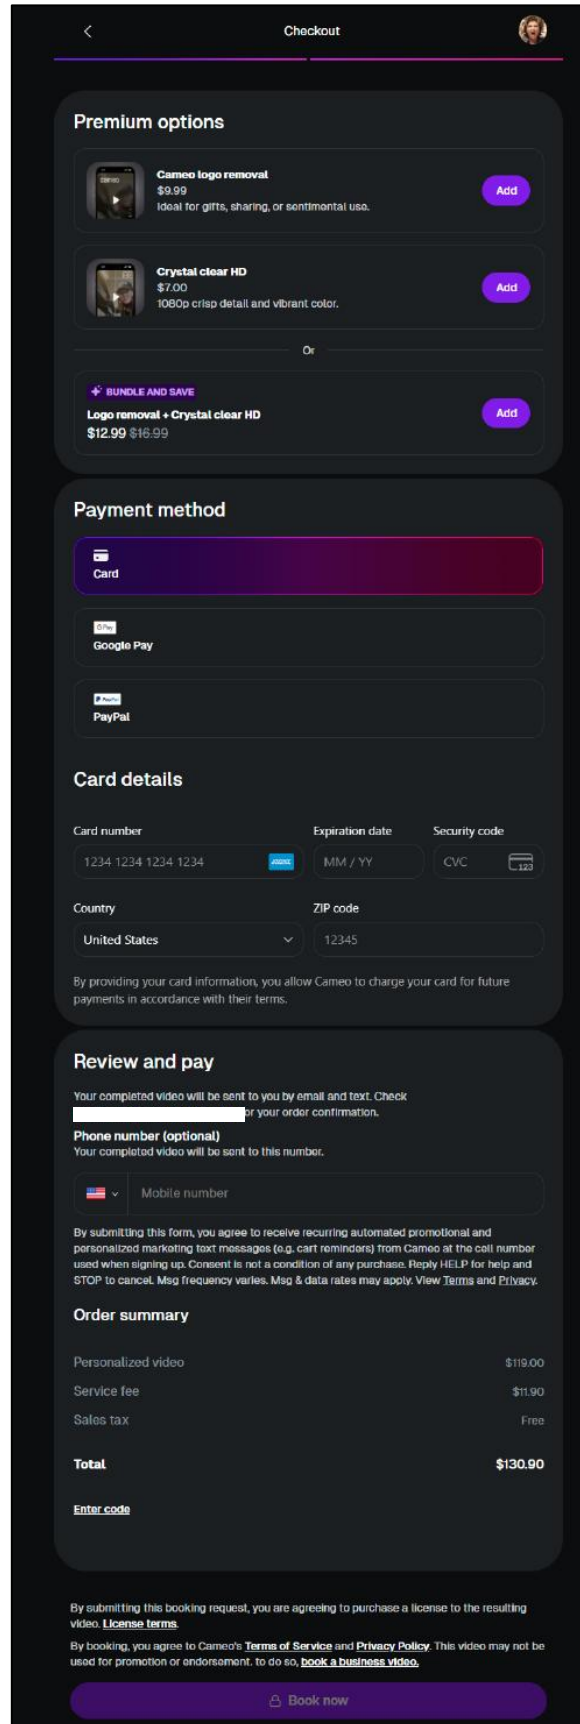 Checkout
Premium options
Cameo logo removal
$9.99
Ideal for gifts, sharing, or sentimental use.
Add
Crystal clear HD
$7.00
1080p crisp detail and vibrant color.
Add
Or
BUNDLE AND SAVE
Logo removal + Crystal clear HD
$12.99 $16.99
Add
Payment method
Card
G Pay
Google Pay
PayPal
PayPal
Card details
Card number
Expiration date
Security code
1234 1234 1234 1234
MM / YY
CVC
123
Country
ZIP code
United States
12345
By providing your card information, you allow Cameo to charge your card for future
payments in accordance with their terms.
Review and pay
Your completed video will be sent to you by email and text. Check
or your order confirmation.
Phone number (optional)
Your completed video will be sent to this number.
Mobile number
By submitting this form, you agree to receive recurring automated promotional and
personalized marketing text messages (e.g. cart reminders) from Cameo at the cell number
used when signing up. Consent is not a condition of any purchase. Reply HELP for help and
STOP to cancel. Msg frequency varies. Msg & data rates may apply. View Terms and Privacy.
Order summary
Personalized video $119.00
Service fee $11.90
Sales tax Free
Total $130.90
Enter code
By submitting this booking request, you are agreeing to purchase a license to the resulting
video. License terms.
By booking, you agree to Cameo's Terms of Service and Privacy Policy. This video may not be
used for promotion or endorsement. to do so, book a business video.
Book now